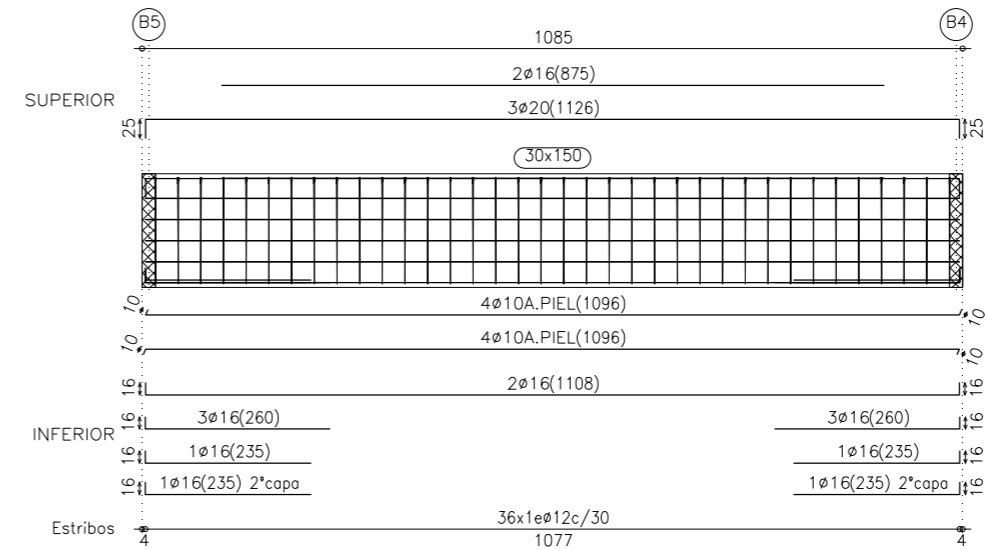 B5 B4
1085
2ø16(875)
SUPERIOR
3ø20(1126)
25 25
30x150
4ø10A.PIEL(1096)
10 10
4ø10A.PIEL(1096)
10 10
2ø16(1108)
16 16
3ø16(260) 3ø16(260)
16 16
INFERIOR
1ø16(235) 1ø16(235)
16 16
1ø16(235) 2ªcapa 1ø16(235) 2ªcapa
16 16
36x1eø12c/30
Estribos
4 1077 4